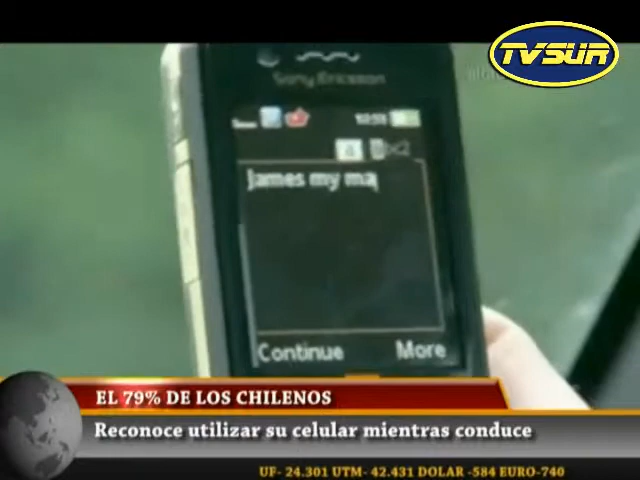 TVSUR
Sony Ericsson
James my ma
Continue More
EL 79% DE LOS CHILENOS
Reconoce utilizar su celular mientras conduce
UF- 24.301 UTM- 42.431 DOLAR -584 EURO-740